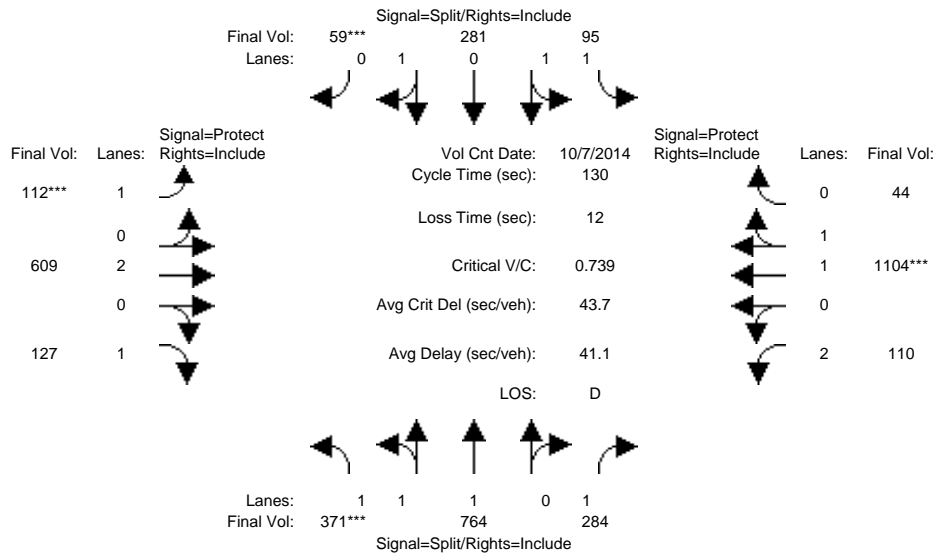 Signal=Split/Rights=Include
Final Vol: 59*** 281 95
Lanes: 0 1 0 1 1
Signal=Protect Signal=Protect
Final Vol: Lanes: Rights=Include Vol Cnt Date: 10/7/2014 Rights=Include Lanes: Final Vol:
Cycle Time (sec): 130
112*** 1 0 44
Loss Time (sec): 12
0 1
609 2 Critical V/C: 0.739 1 1104***
0 Avg Crit Del (sec/veh): 43.7 0
127 1 Avg Delay (sec/veh): 41.1 2 110
LOS: D
Lanes: 1 1 1 0 1
Final Vol: 371*** 764 284
Signal=Split/Rights=Include